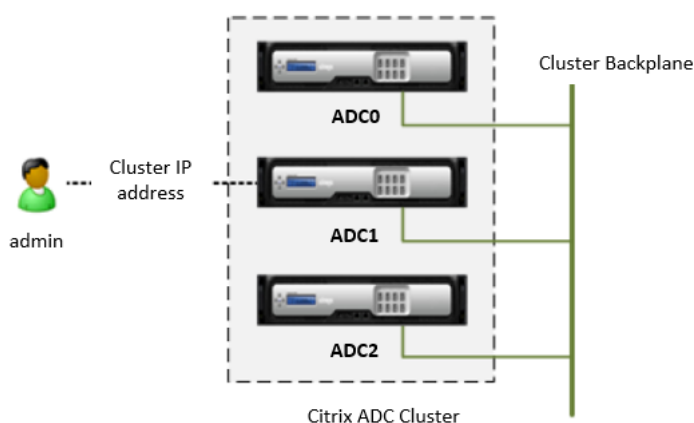 Cluster Backplane
ADC0
Cluster IP
address
admin
ADC1
ADC2
Citrix ADC Cluster